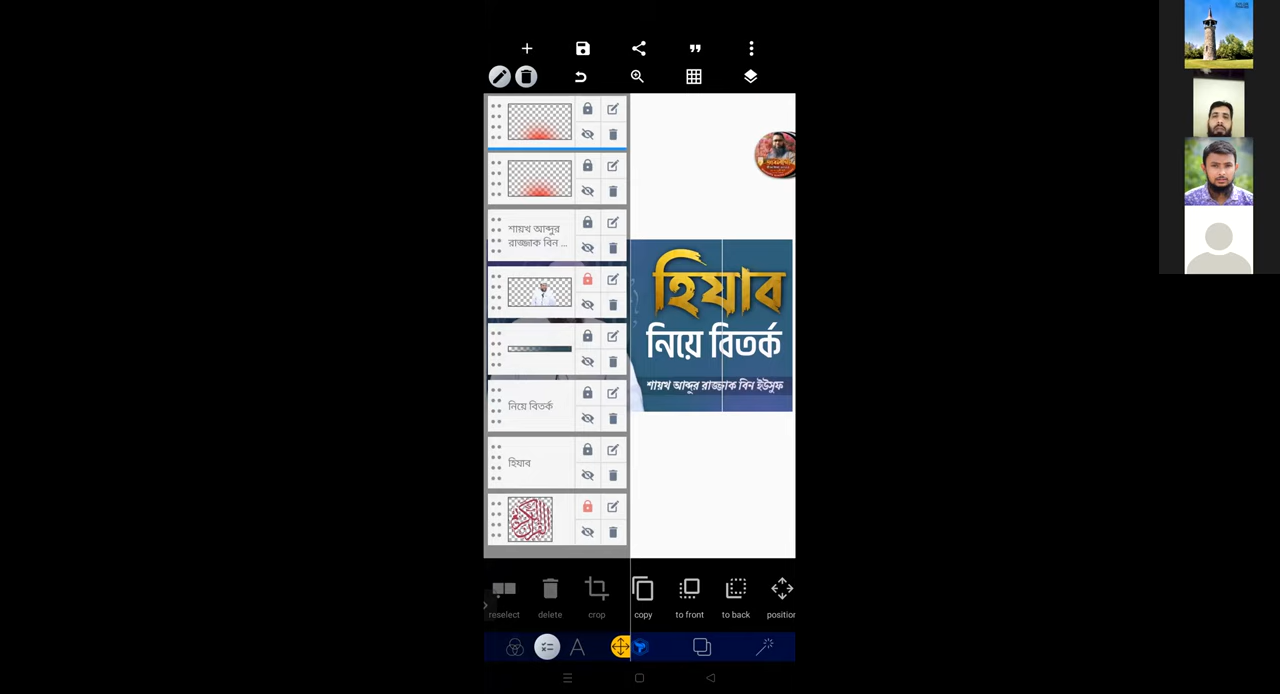 শায়খ আব্দুর
রাজ্জাক বিন ...
নিয়ে বিতর্ক
হিযাব
হিযাব
নিয়ে বিতর্ক
শায়খ আব্দুর রাজ্জাক বিন ইউসুফ
reselect
delete
crop
copy
to front
to back
position